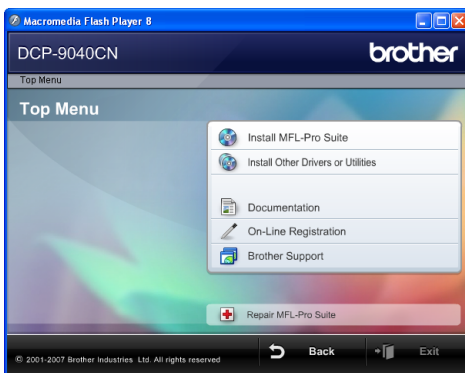 Macromedia Flash Player 8
DCP-9040CN
brother
Top Menu
Top Menu
Install MFL-Pro Suite
Install Other Drivers or Utilities
Documentation
On-Line Registration
Brother Support
Repair MFL-Pro Suite
© 2001-2007 Brother Industries Ltd. All rights reserved
Back
Exit